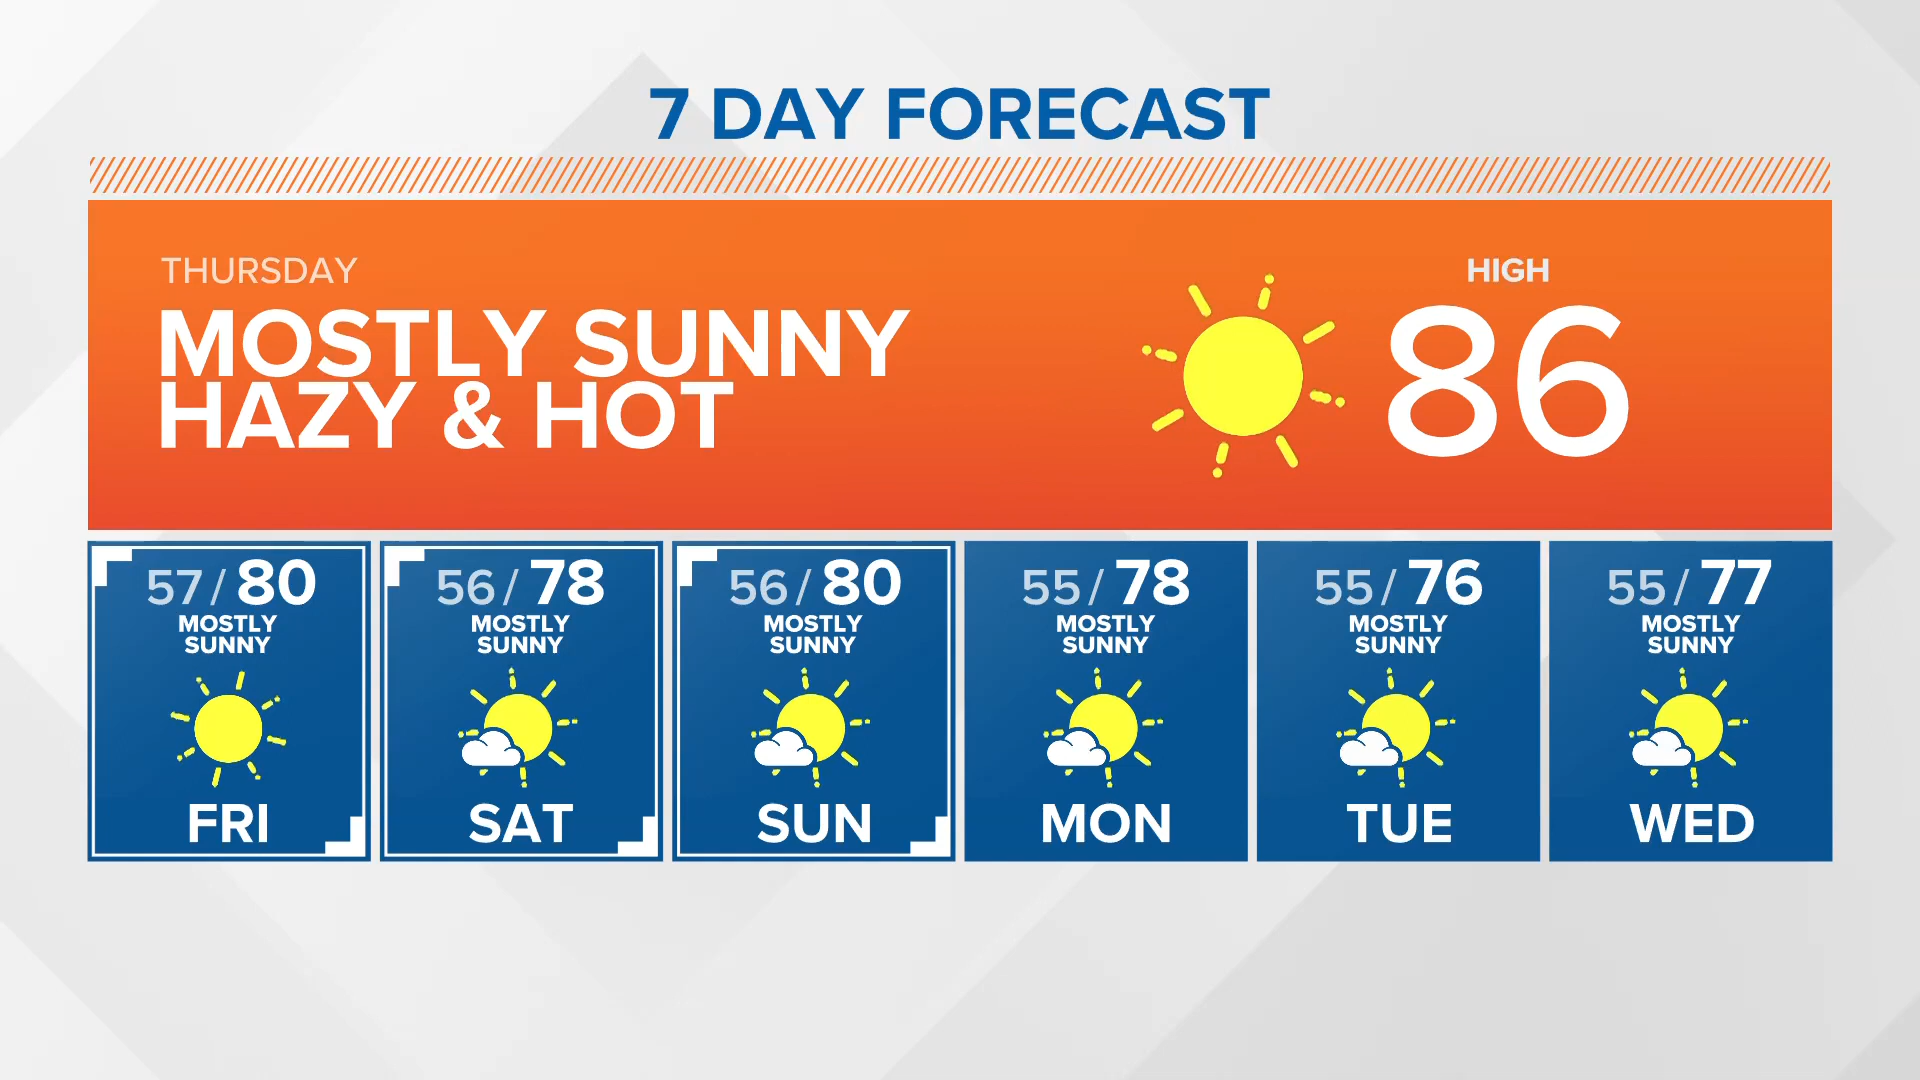 7 DAY FORECAST
THURSDAY
MOSTLY SUNNY
HAZY & HOT
HIGH
86
57/80
MOSTLY
SUNNY
FRI
56/78
MOSTLY
SUNNY
SAT
56/80
MOSTLY
SUNNY
SUN
55/78
MOSTLY
SUNNY
MON
55/76
MOSTLY
SUNNY
TUE
55/77
MOSTLY
SUNNY
WED